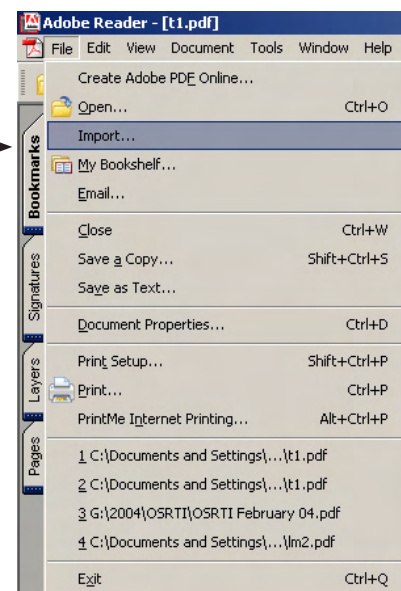 Adobe Reader - [t1.pdf]
File Edit View Document Tools Window Help
Create Adobe PDF Online...
Open... Ctrl+O
Import...
My Bookshelf...
Email...
Close Ctrl+W
Save a Copy... Shift+Ctrl+S
Save as Text...
Document Properties... Ctrl+D
Print Setup... Shift+Ctrl+P
Print... Ctrl+P
PrintMe Internet Printing... Alt+Ctrl+P
1 C:\Documents and Settings\...\t1.pdf
2 C:\Documents and Settings\...\t1.pdf
3 G:\2004\OSRTI\OSRTI February 04.pdf
4 C:\Documents and Settings\...\lm2.pdf
Exit Ctrl+Q
Bookmarks
Signatures
Layers
Pages